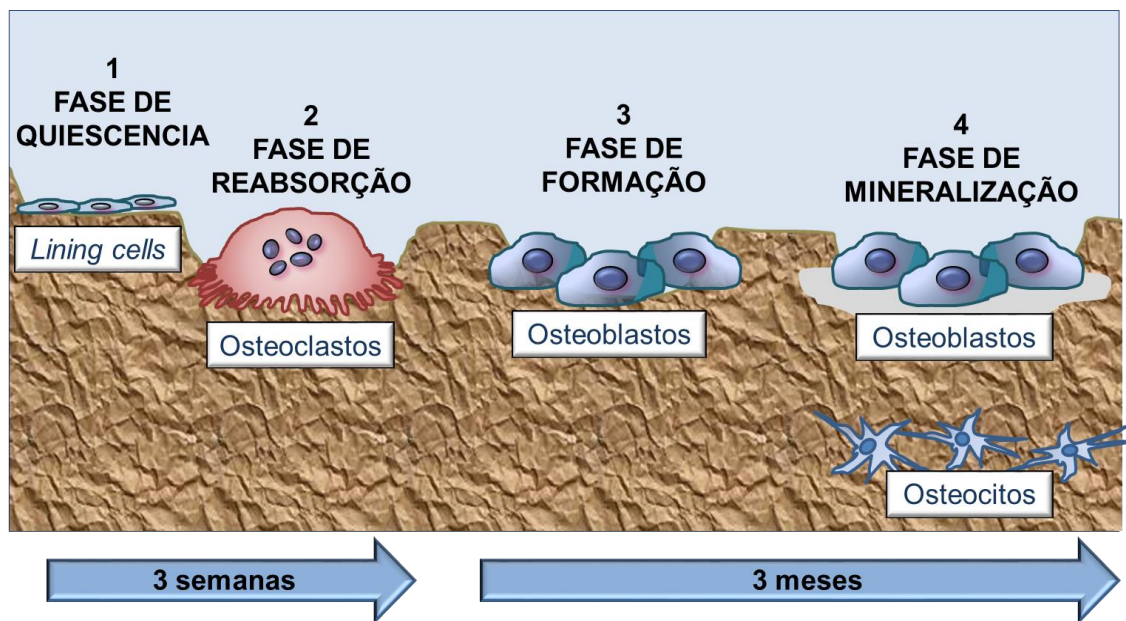 1
FASE DE
QUIESCENCIA
Lining cells
2
FASE DE
REABSORÇÃO
Osteoclastos
3
FASE DE
FORMAÇÃO
Osteoblastos
4
FASE DE
MINERALIZAÇÃO
Osteoblastos
Osteocitos
3 semanas
3 meses